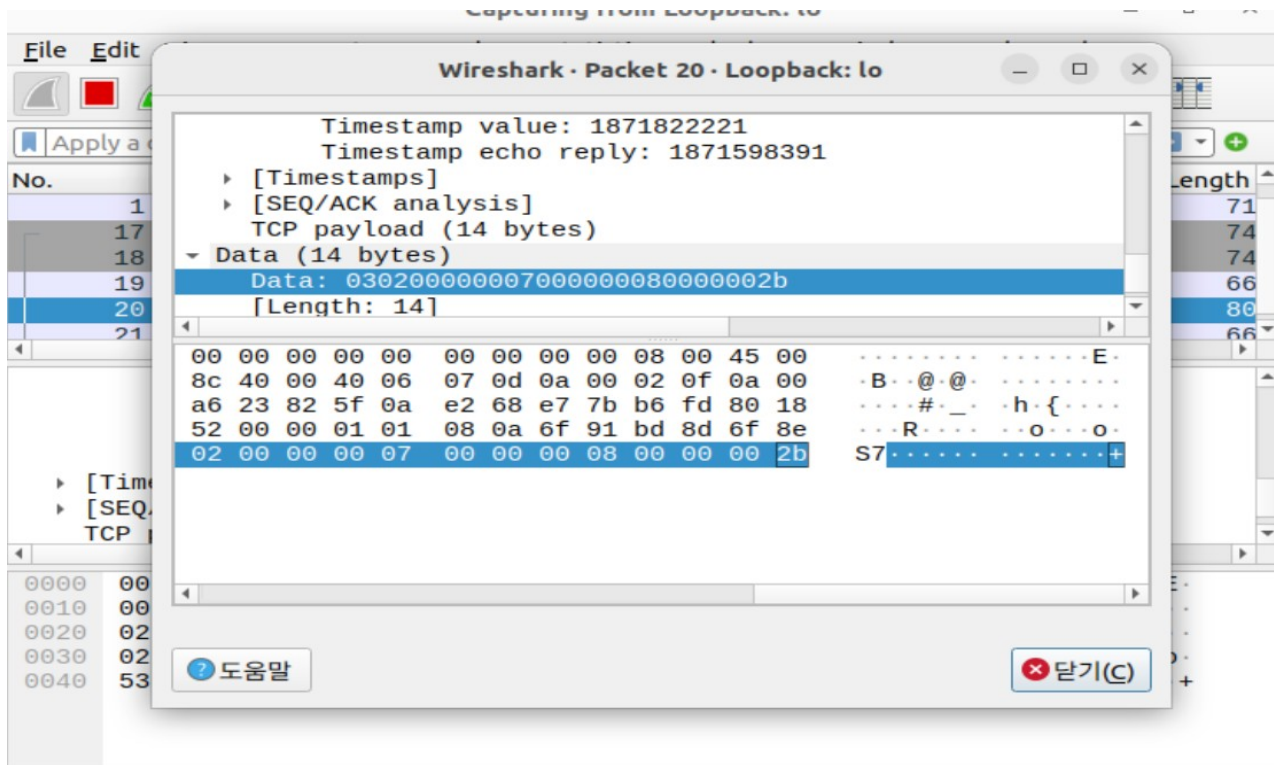 Capturing from Loopback: lo
File Edit
Wireshark · Packet 20 · Loopback: lo
Apply a
No.
Length
1
71
17
74
18
74
19
66
20
80
21
66
Timestamp value: 1871822221
Timestamp echo reply: 1871598391
[Timestamps]
[SEQ/ACK analysis]
TCP payload (14 bytes)
Data (14 bytes)
Data: 030200000007000000080000002b
[Length: 14]
00 00 00 00 00 00 00 00 00 08 00 45 00 ········ ······E·
8c 40 00 40 06 07 0d 0a 00 02 0f 0a 00 ·B··@·@· ········
a6 23 82 5f 0a e2 68 e7 7b b6 fd 80 18 ····#·_· ·h·{····
52 00 00 01 01 08 0a 6f 91 bd 8d 6f 8e ···R···· ··o···o·
02 00 00 00 07 00 00 00 08 00 00 00 2b S7······ ·······+
[Tim
[SEQ
TCP
0000 00
0010 00
0020 02
0030 02
0040 53
도움말
닫기(C)